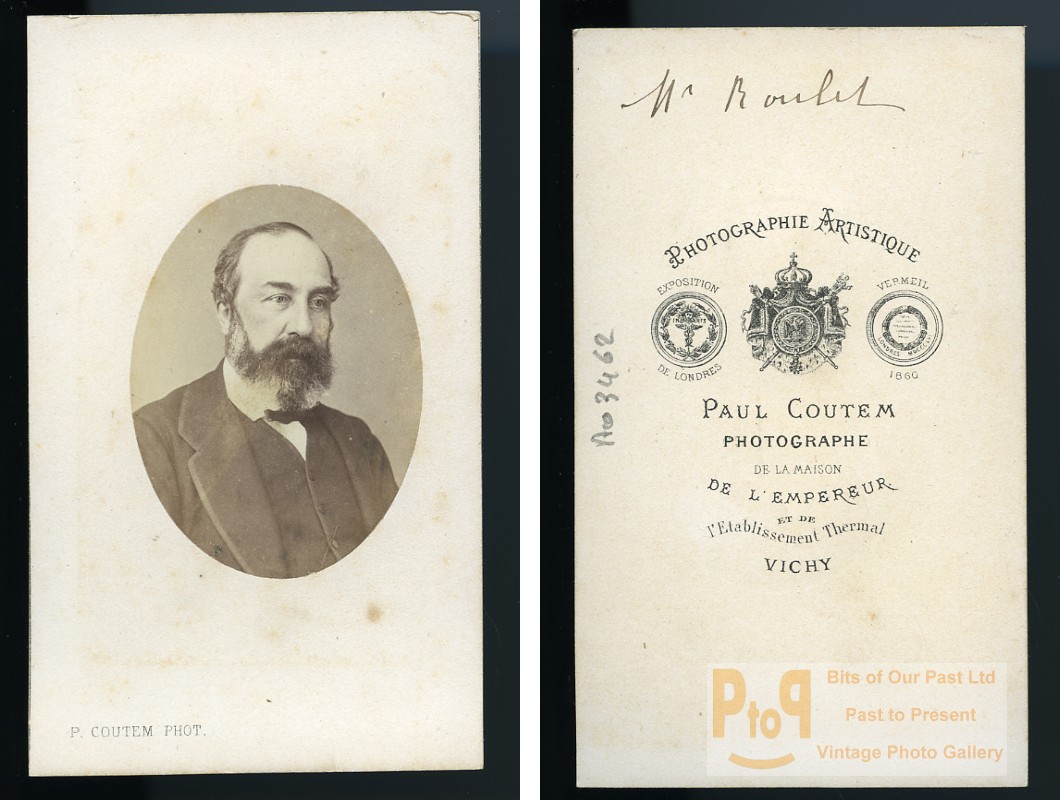 P. COUTEM PHOT.
Mr Roulet
PHOTOGRAPHIE ARTISTIQUE
EXPOSITION
DE LONDRES
VERMEIL
1860
PAUL COUTEM
PHOTOGRAPHE
DE LA MAISON
DE L'EMPEREUR
ET DE
l'Etablissement Thermal
VICHY
3462
PtoP
Bits of Our Past Ltd
Past to Present
Vintage Photo Gallery